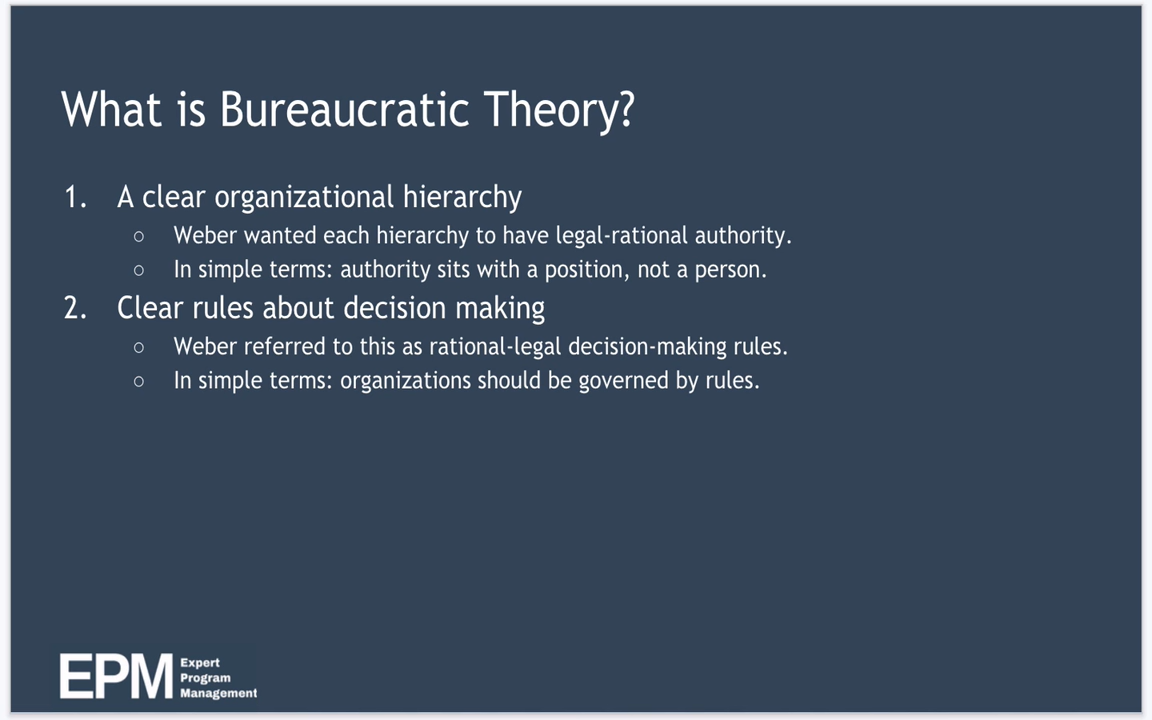 What is Bureaucratic Theory?
1. A clear organizational hierarchy
○ Weber wanted each hierarchy to have legal-rational authority.
○ In simple terms: authority sits with a position, not a person.
2. Clear rules about decision making
○ Weber referred to this as rational-legal decision-making rules.
○ In simple terms: organizations should be governed by rules.
EPM Expert
Program
Management